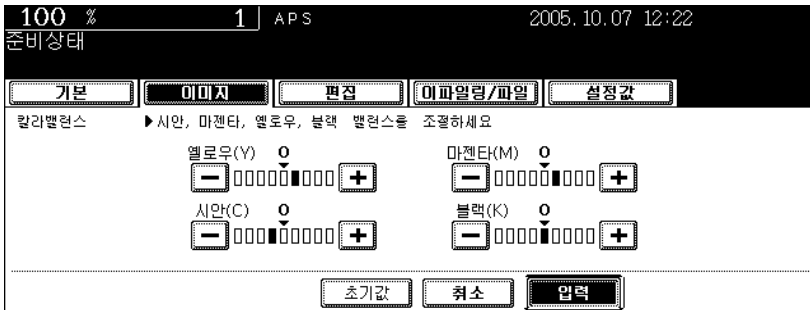 100 % 1 APS 2005.10.07 12:22
준비상태
기본 이미지 편집 이파일링/파일 설정값
칼라밸런스 ▶시안, 마젠타, 옐로우, 블랙 밸런스를 조절하세요
옐로우(Y) 0 마젠타(M) 0
시안(C) 0 블랙(K) 0
초기값 취소 입력